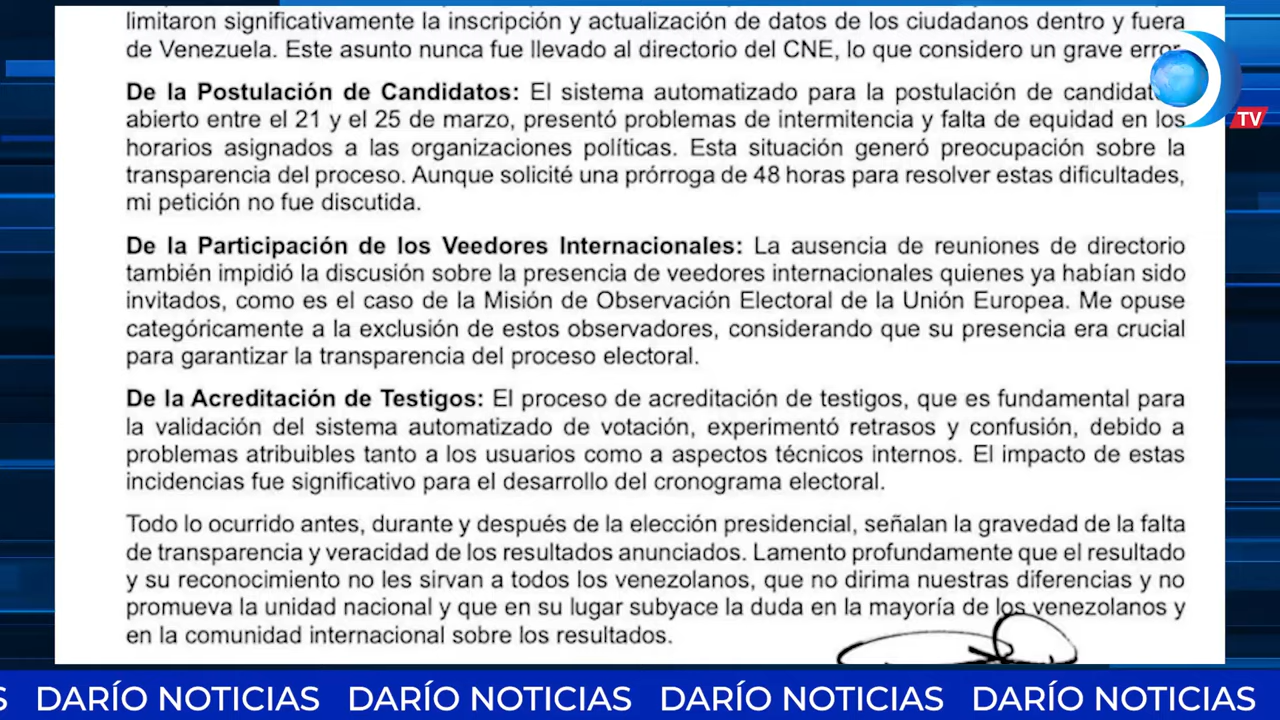 limitaron significativamente la inscripción y actualización de datos de los ciudadanos dentro y fuera
de Venezuela. Este asunto nunca fue llevado al directorio del CNE, lo que considero un grave error.
De la Postulación de Candidatos: El sistema automatizado para la postulación de
abierto entre el 21 y el 25 de marzo, presentó problemas de intermitencia y falta de equidad en los
horarios asignados a las organizaciones políticas. Esta situación generó preocupación sobre la
transparencia del proceso. Aunque solicité una prórroga de 48 horas para resolver estas dificultades,
mi petición no fue discutida.
De la Participación de los Veedores Internacionales: La ausencia de reuniones de directorio
también impidió la discusión sobre la presencia de veedores internacionales quienes ya habían sido
invitados, como es el caso de la Misión de Observación Electoral de la Unión Europea. Me opuse
categóricamente a la exclusión de estos observadores, considerando que su presencia era crucial
para garantizar la transparencia del proceso electoral.
De la Acreditación de Testigos: El proceso de acreditación de testigos, que es fundamental para
la validación del sistema automatizado de votación, experimentó retrasos y confusión, debido a
problemas atribuibles tanto a los usuarios como a aspectos técnicos internos. El impacto de estas
incidencias fue significativo para el desarrollo del cronograma electoral.
Todo lo ocurrido antes, durante y después de la elección presidencial, señalan la gravedad de la falta
de transparencia y veracidad de los resultados anunciados. Lamento profundamente que el resultado
y su reconocimiento no les sirvan a todos los venezolanos, que no dirima nuestras diferencias y no
promueva la unidad nacional y que en su lugar subyace la duda en la mayoría de los venezolanos y
en la comunidad internacional sobre los resultados.
TV
S DARÍO NOTICIAS DARÍO NOTICIAS DARÍO NOTICIAS DARÍO NOTICIAS